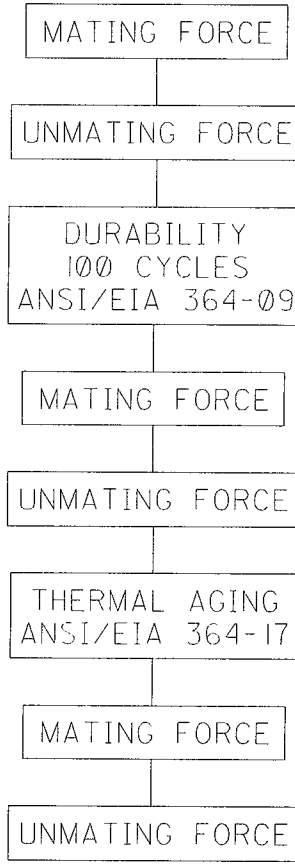 MATING FORCE
UNMATING FORCE
DURABILITY
100 CYCLES
ANSI/EIA 364-09
MATING FORCE
UNMATING FORCE
THERMAL AGING
ANSI/EIA 364-17
MATING FORCE
UNMATING FORCE